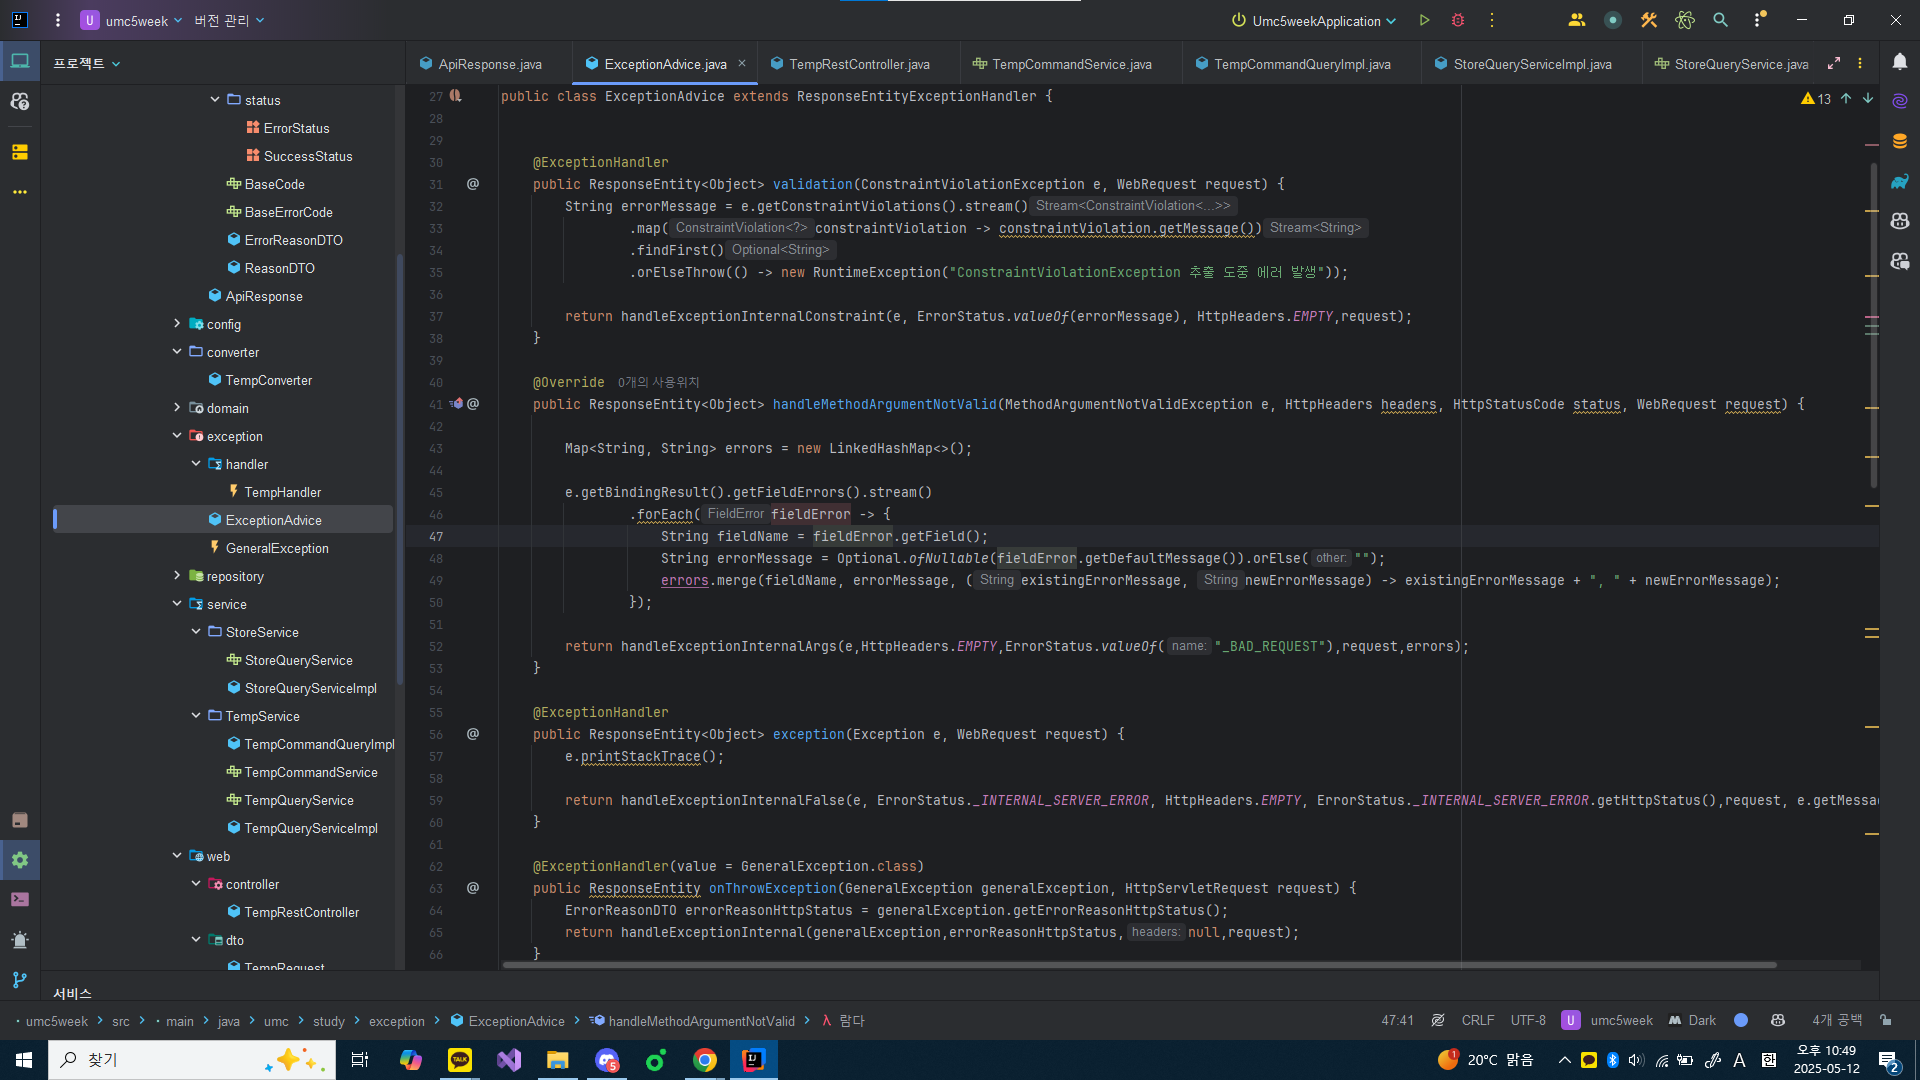 U umc5week 버전 관리
Umc5weekApplication
프로젝트
ApiResponse.java ExceptionAdvice.java TempRestController.java TempCommandService.java TempCommandQueryImpl.java StoreQueryServiceImpl.java StoreQueryService.java
status
ErrorStatus
SuccessStatus
BaseCode
BaseErrorCode
ErrorReasonDTO
ReasonDTO
ApiResponse
config
converter
TempConverter
domain
exception
handler
TempHandler
ExceptionAdvice
GeneralException
repository
service
StoreService
StoreQueryService
StoreQueryServiceImpl
TempService
TempCommandQueryImpl
TempCommandService
TempQueryService
TempQueryServiceImpl
web
controller
TempRestController
dto
TempRequest
서비스
13
27 public class ExceptionAdvice extends ResponseEntityExceptionHandler {
28
29
30 @ExceptionHandler
31 public ResponseEntity<Object> validation(ConstraintViolationException e, WebRequest request) {
32 String errorMessage = e.getConstraintViolations().stream() Stream<ConstraintViolation<...>>
33 .map( ConstraintViolation<?> constraintViolation -> constraintViolation.getMessage()) Stream<String>
34 .findFirst() Optional<String>
35 .orElseThrow(() -> new RuntimeException("ConstraintViolationException 추출 도중 에러 발생"));
36
37 return handleExceptionInternalConstraint(e, ErrorStatus.valueOf(errorMessage), HttpHeaders.EMPTY,request);
38 }
39
40 @Override 0개의 사용위치
41 public ResponseEntity<Object> handleMethodArgumentNotValid(MethodArgumentNotValidException e, HttpHeaders headers, HttpStatusCode status, WebRequest request) {
42
43 Map<String, String> errors = new LinkedHashMap<>();
44
45 e.getBindingResult().getFieldErrors().stream()
46 .forEach( FieldError fieldError -> {
47 String fieldName = fieldError.getField();
48 String errorMessage = Optional.ofNullable(fieldError.getDefaultMessage()).orElse( other: "");
49 errors.merge(fieldName, errorMessage, ( String existingErrorMessage, String newErrorMessage) -> existingErrorMessage + ", " + newErrorMessage);
50 });
51
52 return handleExceptionInternalArgs(e,HttpHeaders.EMPTY,ErrorStatus.valueOf( name: "_BAD_REQUEST"),request,errors);
53 }
54
55 @ExceptionHandler
56 public ResponseEntity<Object> exception(Exception e, WebRequest request) {
57 e.printStackTrace();
58
59 return handleExceptionInternalFalse(e, ErrorStatus._INTERNAL_SERVER_ERROR, HttpHeaders.EMPTY, ErrorStatus._INTERNAL_SERVER_ERROR.getHttpStatus(),request, e.getMessa
60 }
61
62 @ExceptionHandler(value = GeneralException.class)
63 public ResponseEntity onThrowException(GeneralException generalException, HttpServletRequest request) {
64 ErrorReasonDTO errorReasonHttpStatus = generalException.getErrorReasonHttpStatus();
65 return handleExceptionInternal(generalException,errorReasonHttpStatus, headers: null,request);
66 }
umc5week > src > main > java > umc > study > exception > ExceptionAdvice > handleMethodArgumentNotValid > λ 람다
47:41 CRLF UTF-8 U umc5week Dark 4개 공백
찾기 TALK 5 1 20°C 맑음 A 한 오후 10:49
2025-05-12 2